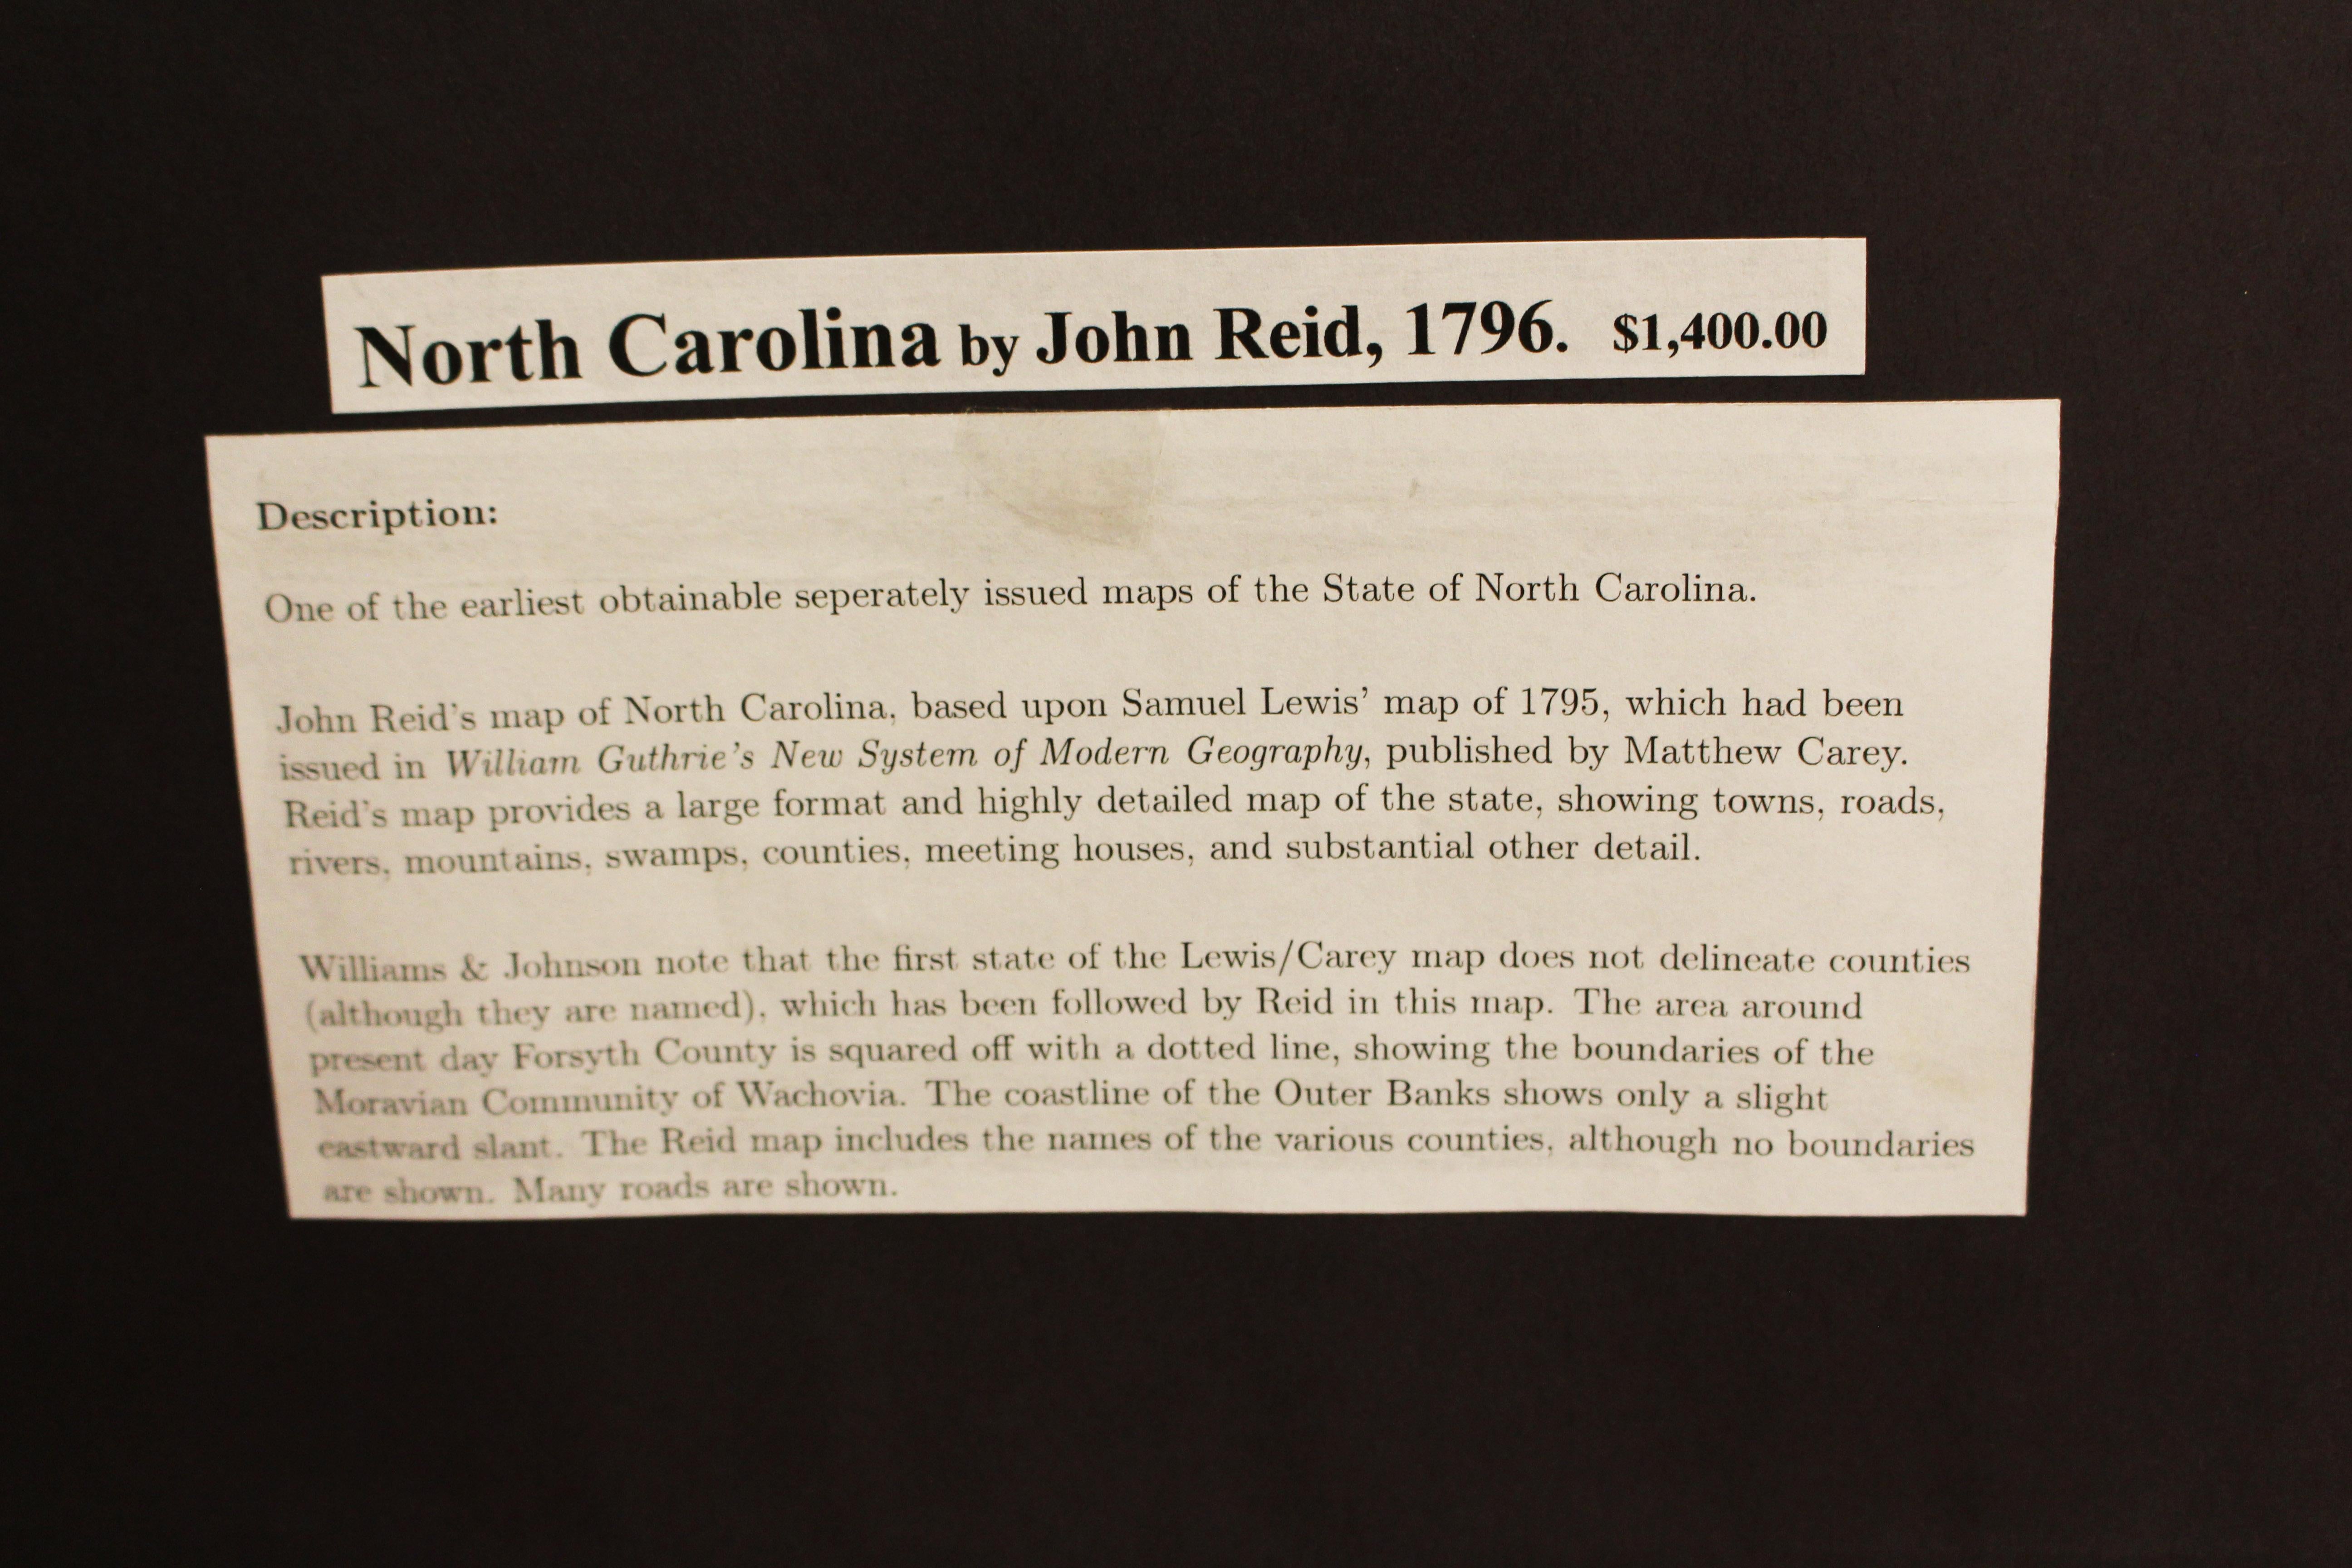 North Carolina by John Reid, 1796. $1,400.00
Description:
One of the earliest obtainable seperately issued maps of the State of North Carolina.
John Reid's map of North Carolina, based upon Samuel Lewis' map of 1795, which had been
issued in William Guthrie's New System of Modern Geography, published by Matthew Carey.
Reid's map provides a large format and highly detailed map of the state, showing towns, roads,
rivers, mountains, swamps, counties, meeting houses, and substantial other detail.
Williams & Johnson note that the first state of the Lewis/Carey map does not delineate counties
(although they are named), which has been followed by Reid in this map. The area around
present day Forsyth County is squared off with a dotted line, showing the boundaries of the
Moravian Community of Wachovia. The coastline of the Outer Banks shows only a slight
eastward slant. The Reid map includes the names of the various counties, although no boundaries
are shown. Many roads are shown.